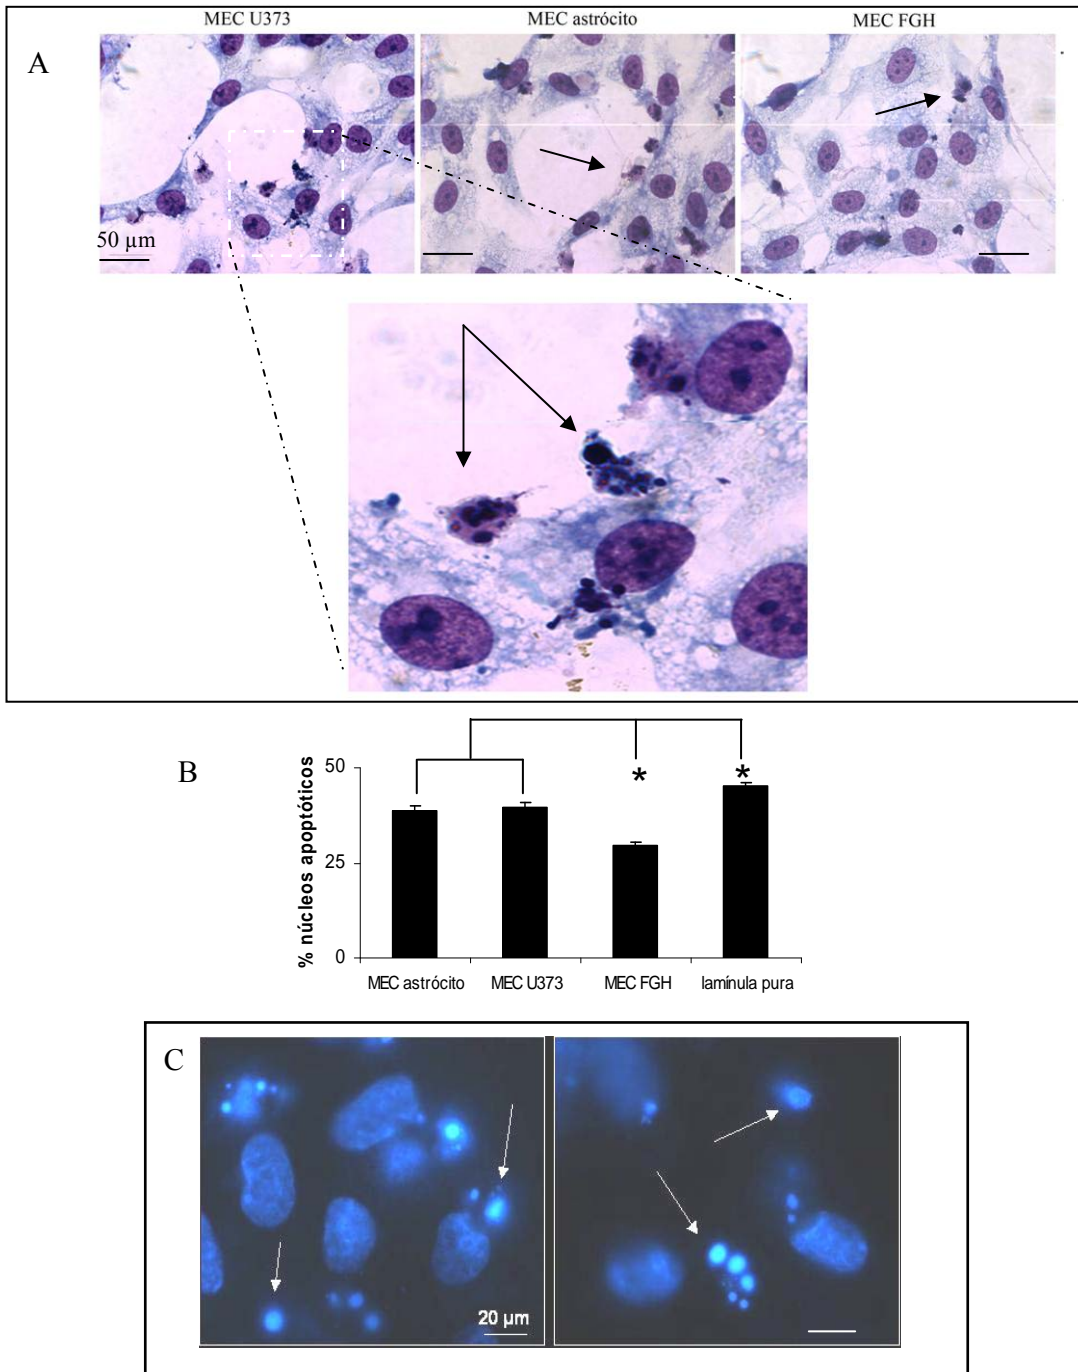 MEC U373
MEC astrócito
MEC FGH
A
50 µm
B
% núcleos apoptóticos
50
25
0
*
*
MEC astrócito
MEC U373
MEC FGH
lamínula pura
C
20 µm